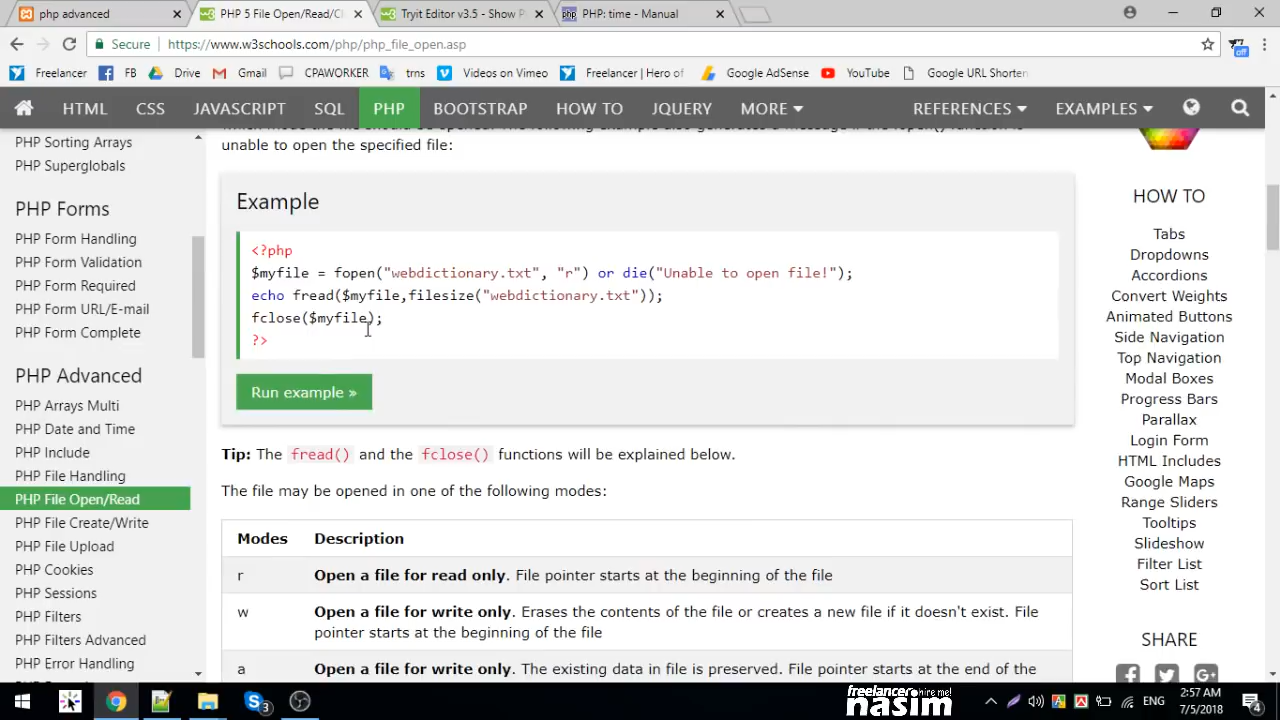 php advanced
PHP 5 File Open/Read/Cl
Tryit Editor v3.5 - Show P
PHP: time - Manual
Secure
https://www.w3schools.com/php/php_file_open.asp
Freelancer
FB
Drive
Gmail
CPAWORKER
trns
Videos on Vimeo
Freelancer | Hero of
Google AdSense
YouTube
Google URL Shorten
off
HTML
CSS
JAVASCRIPT
SQL
PHP
BOOTSTRAP
HOW TO
JQUERY
MORE
REFERENCES
EXAMPLES
PHP Sorting Arrays
PHP Superglobals
PHP Forms
PHP Form Handling
PHP Form Validation
PHP Form Required
PHP Form URL/E-mail
PHP Form Complete
PHP Advanced
PHP Arrays Multi
PHP Date and Time
PHP Include
PHP File Handling
PHP File Open/Read
PHP File Create/Write
PHP File Upload
PHP Cookies
PHP Sessions
PHP Filters
PHP Filters Advanced
PHP Error Handling
unable to open the specified file:
Example
<?php
$myfile = fopen("webdictionary.txt", "r") or die("Unable to open file!");
echo fread($myfile,filesize("webdictionary.txt"));
fclose($myfile);
?>
Run example »
Tip: The fread() and the fclose() functions will be explained below.
The file may be opened in one of the following modes:
Modes Description
r Open a file for read only. File pointer starts at the beginning of the file
w Open a file for write only. Erases the contents of the file or creates a new file if it doesn't exist. File
pointer starts at the beginning of the file
a Open a file for write only. The existing data in file is preserved. File pointer starts at the end of the
HOW TO
Tabs
Dropdowns
Accordions
Convert Weights
Animated Buttons
Side Navigation
Top Navigation
Modal Boxes
Progress Bars
Parallax
Login Form
HTML Includes
Google Maps
Range Sliders
Tooltips
Slideshow
Filter List
Sort List
SHARE
3
freelancer hire me!
nasim
ENG
2:57 AM
7/5/2018
4